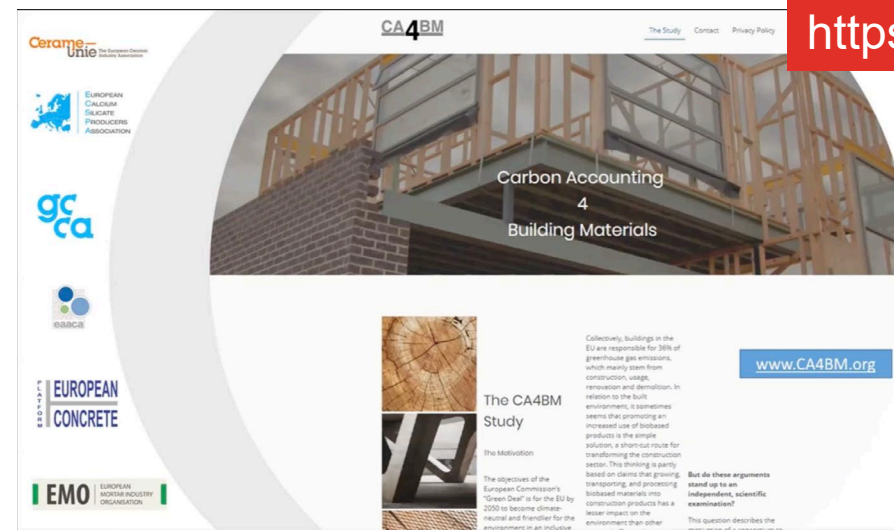 https
CA4BM
The Study Contact Privacy Policy
Cerame-Unie The European Ceramic Industry Association
EUROPEAN
CALCIUM
SILICATE
PRODUCERS
ASSOCIATION
gcca
eaaca
PLATFORM
EUROPEAN
CONCRETE
EMO
EUROPEAN
MORTAR INDUSTRY
ORGANISATION
Carbon Accounting
4
Building Materials
The CA4BM
Study
The Motivation
The objectives of the
European Commission's
"Green Deal" is for the EU by
2050 to become climate-
neutral and friendlier for the
environment in an inclusive
Collectively, buildings in the
EU are responsible for 36% of
greenhouse gas emissions,
which mainly stem from
construction, usage,
renovation and demolition. In
relation to the built
environment, it sometimes
seems that promoting an
increased use of biobased
products is the simple
solution, a short-cut route for
transforming the construction
sector. This thinking is partly
based on claims that growing,
transporting, and processing
biobased materials into
construction products has a
lesser impact on the
environment than other
www.CA4BM.org
But do these arguments
stand up to an
independent, scientific
examination?
This question describes the